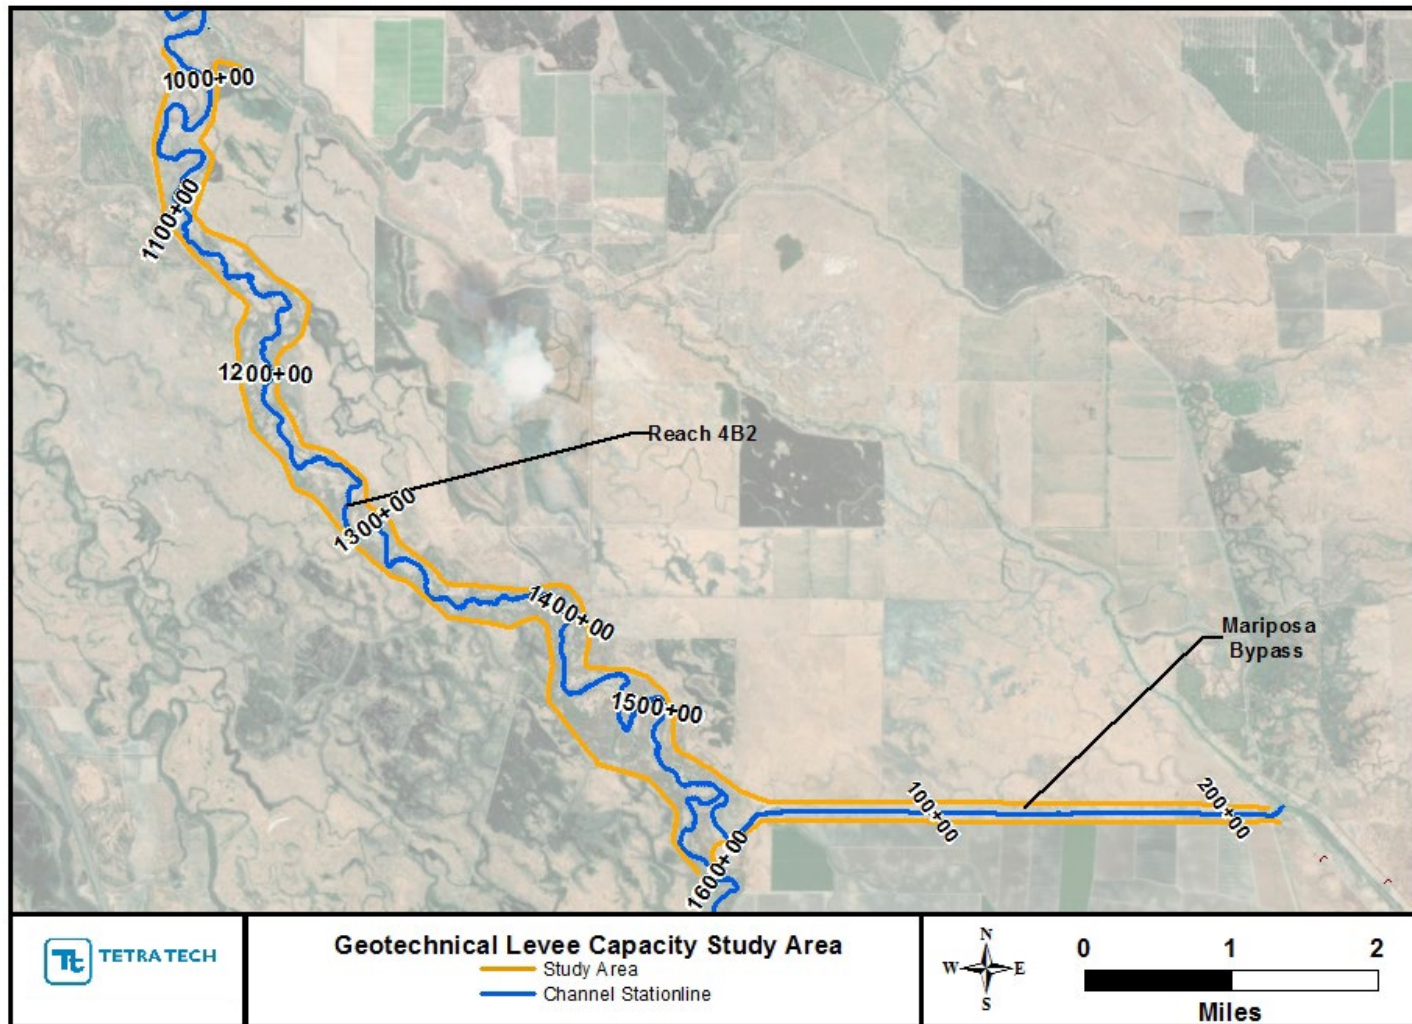 1000+00
1100+00
1200+00
Reach 4B2
1300+00
1400+00
Mariposa
Bypass
1500+00
100+00
200+00
1600+00
Tt TETRA TECH
Geotechnical Levee Capacity Study Area
Study Area
Channel Stationline
N
W E
S
0 1 2
Miles